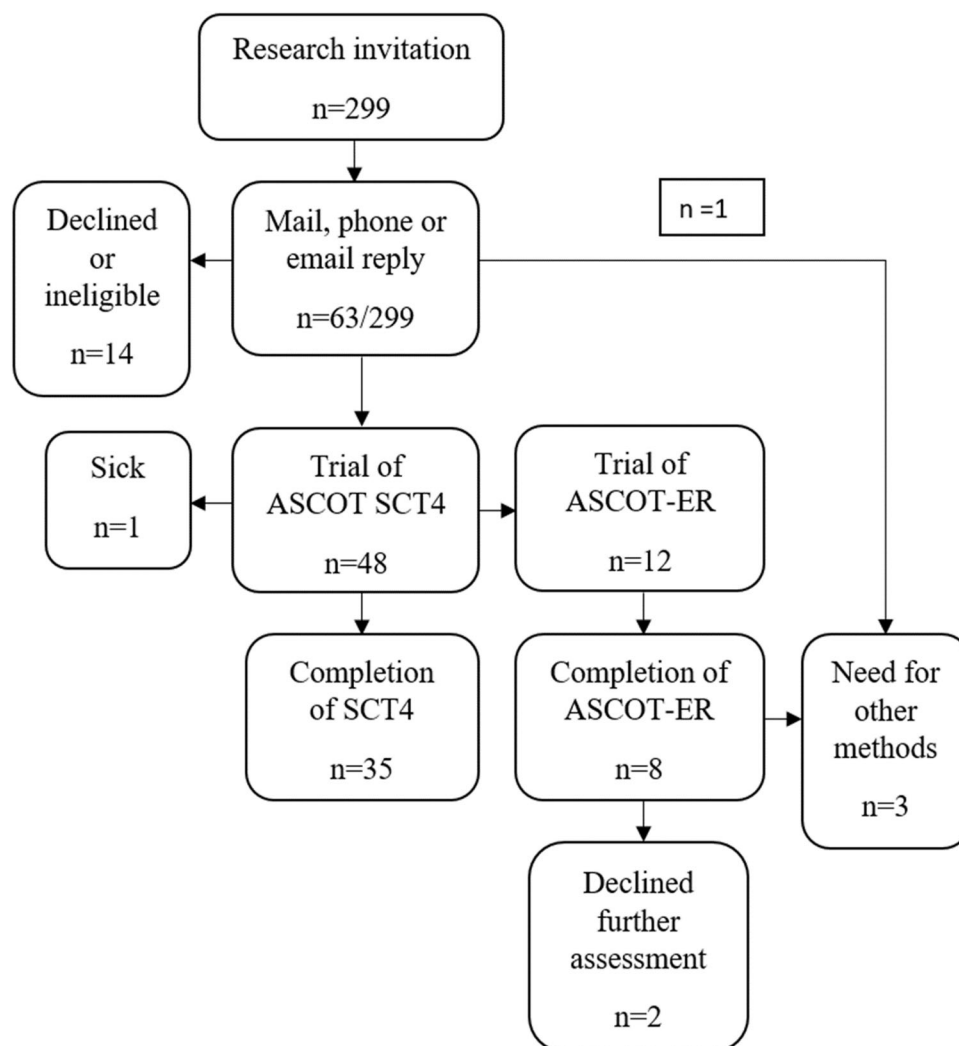 Research invitation
n=299
Declined
or
ineligible
n=14
Mail, phone or
email reply
n=63/299
n =1
Sick
n=1
Trial of
ASCOT SCT4
n=48
Trial of
ASCOT-ER
n=12
Completion
of SCT4
n=35
Completion of
ASCOT-ER
n=8
Need for
other
methods
n=3
Declined
further
assessment
n=2